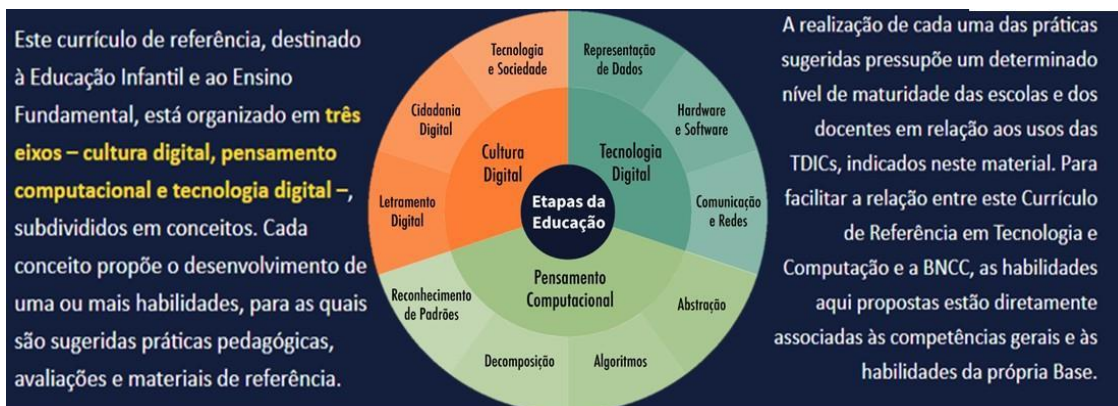 Este currículo de referência, destinado
à Educação Infantil e ao Ensino
Fundamental, está organizado em três
eixos – cultura digital, pensamento
computacional e tecnologia digital –,
subdivididos em conceitos. Cada
conceito propõe o desenvolvimento de
uma ou mais habilidades, para as quais
são sugeridas práticas pedagógicas,
avaliações e materiais de referência.
Tecnologia
e Sociedade
Cidadania
Digital
Letramento
Digital
Cultura
Digital
Representação
de Dados
Hardware
e Software
Comunicação
e Redes
Tecnologia
Digital
Etapas da
Educação
Pensamento
Computacional
Reconhecimento
de Padrões
Decomposição
Algoritmos
Abstração
A realização de cada uma das práticas
sugeridas pressupõe um determinado
nível de maturidade das escolas e dos
docentes em relação aos usos das
TDICs, indicados neste material. Para
facilitar a relação entre este Currículo
de Referência em Tecnologia e
Computação e a BNCC, as habilidades
aqui propostas estão diretamente
associadas às competências gerais e às
habilidades da própria Base.